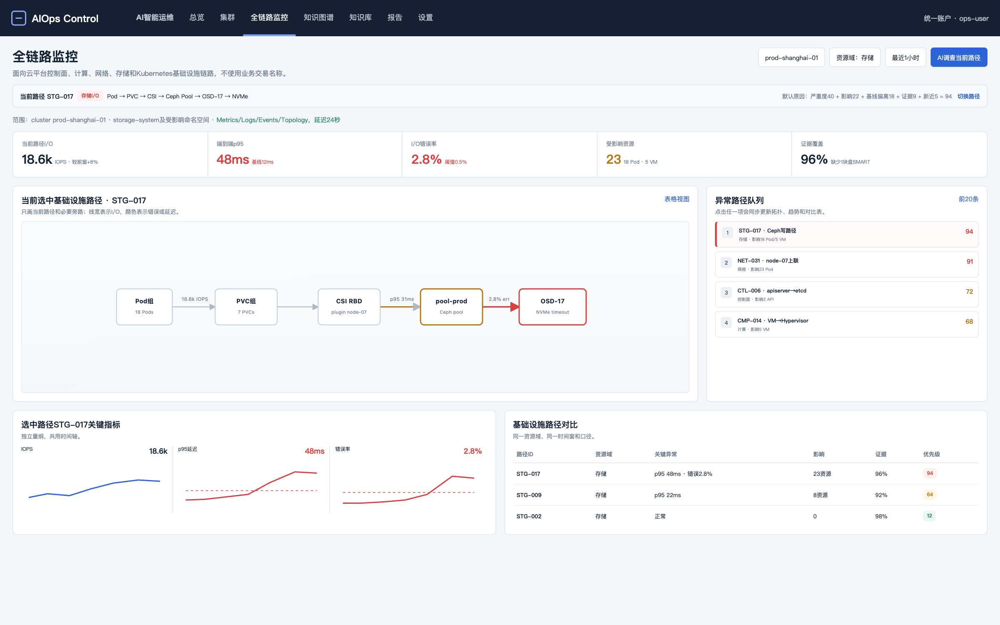 AIOps Control
AI智能运维 总览 集群 全链路监控 知识图谱 知识库 报告 设置
统一账户 · ops-user
全链路监控
面向云平台控制面、计算、网络、存储和Kubernetes基础设施链路，不使用业务交易名称。
prod-shanghai-01 资源域：存储 最近1小时 AI调查当前路径
当前路径 STG-017 存储I/O Pod → PVC → CSI → Ceph Pool → OSD-17 → NVMe
默认原因：严重度40 + 影响22 + 基线偏离18 + 证据9 + 新近5 = 94 切换路径
范围：cluster prod-shanghai-01 · storage-system及受影响命名空间 · Metrics/Logs/Events/Topology，延迟24秒
当前路径I/O
18.6k IOPS · 较前窗+8%
端到端p95
48ms 基线12ms
I/O错误率
2.8% 阈值0.5%
受影响资源
23 18 Pod · 5 VM
证据覆盖
96% 缺少1块盘SMART
当前选中基础设施路径 · STG-017
表格视图
只画当前路径和必要旁路；线宽表示I/O，颜色表示错误或延迟。
Pod组
18 Pods
18.6k IOPS
PVC组
7 PVCs
CSI RBD
plugin node-07
p95 31ms
pool-prod
Ceph pool
2.8% err
OSD-17
NVMe timeout
异常路径队列
前20条
点击任一项会同步更新拓扑、趋势和对比表。
1 STG-017 · Ceph写路径 94
存储 · 影响18 Pod/5 VM
2 NET-031 · node-07上联 91
网络 · 影响23 Pod
3 CTL-006 · apiserver→etcd 72
控制面 · 影响2 API
4 CMP-014 · VM→Hypervisor 68
计算 · 影响5 VM
选中路径STG-017关键指标
独立量纲，共用时间轴。
IOPS 18.6k
p95延迟 48ms
错误率 2.8%
基础设施路径对比
同一资源域、同一时间窗和口径。
路径ID 资源域 关键异常 影响 证据 优先级
STG-017 存储 p95 48ms · 错误2.8% 23资源 96% 94
STG-009 存储 p95 22ms 8资源 92% 64
STG-002 存储 正常 0 98% 12